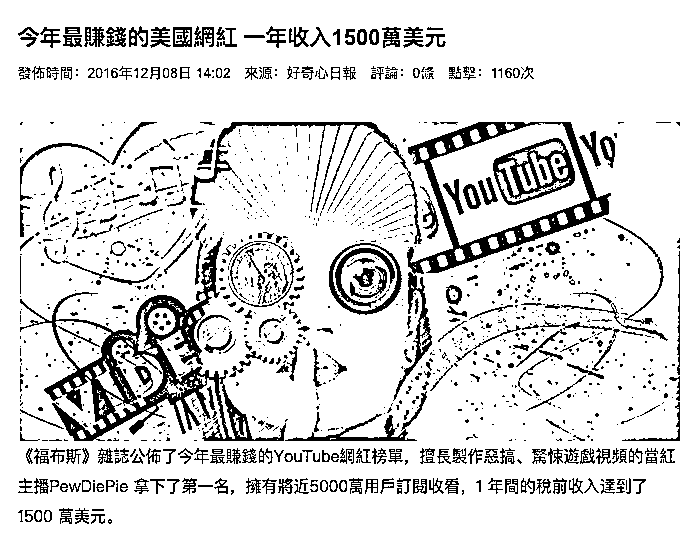 今年最賺錢的美國網紅 一年收入1500萬美元
發佈時間：2016年12月08日 14:02 來源：好奇心日報 評論：0條 點擊：1160次
YouTube
Yo
VIDE
《福布斯》雜誌公佈了今年最賺錢的YouTube網紅榜單，擅長製作惡搞、驚悚遊戲視頻的當紅
主播PewDiePie 拿下了第一名，擁有將近5000萬用戶訂閱收看，1 年間的稅前收入達到了
1500 萬美元。